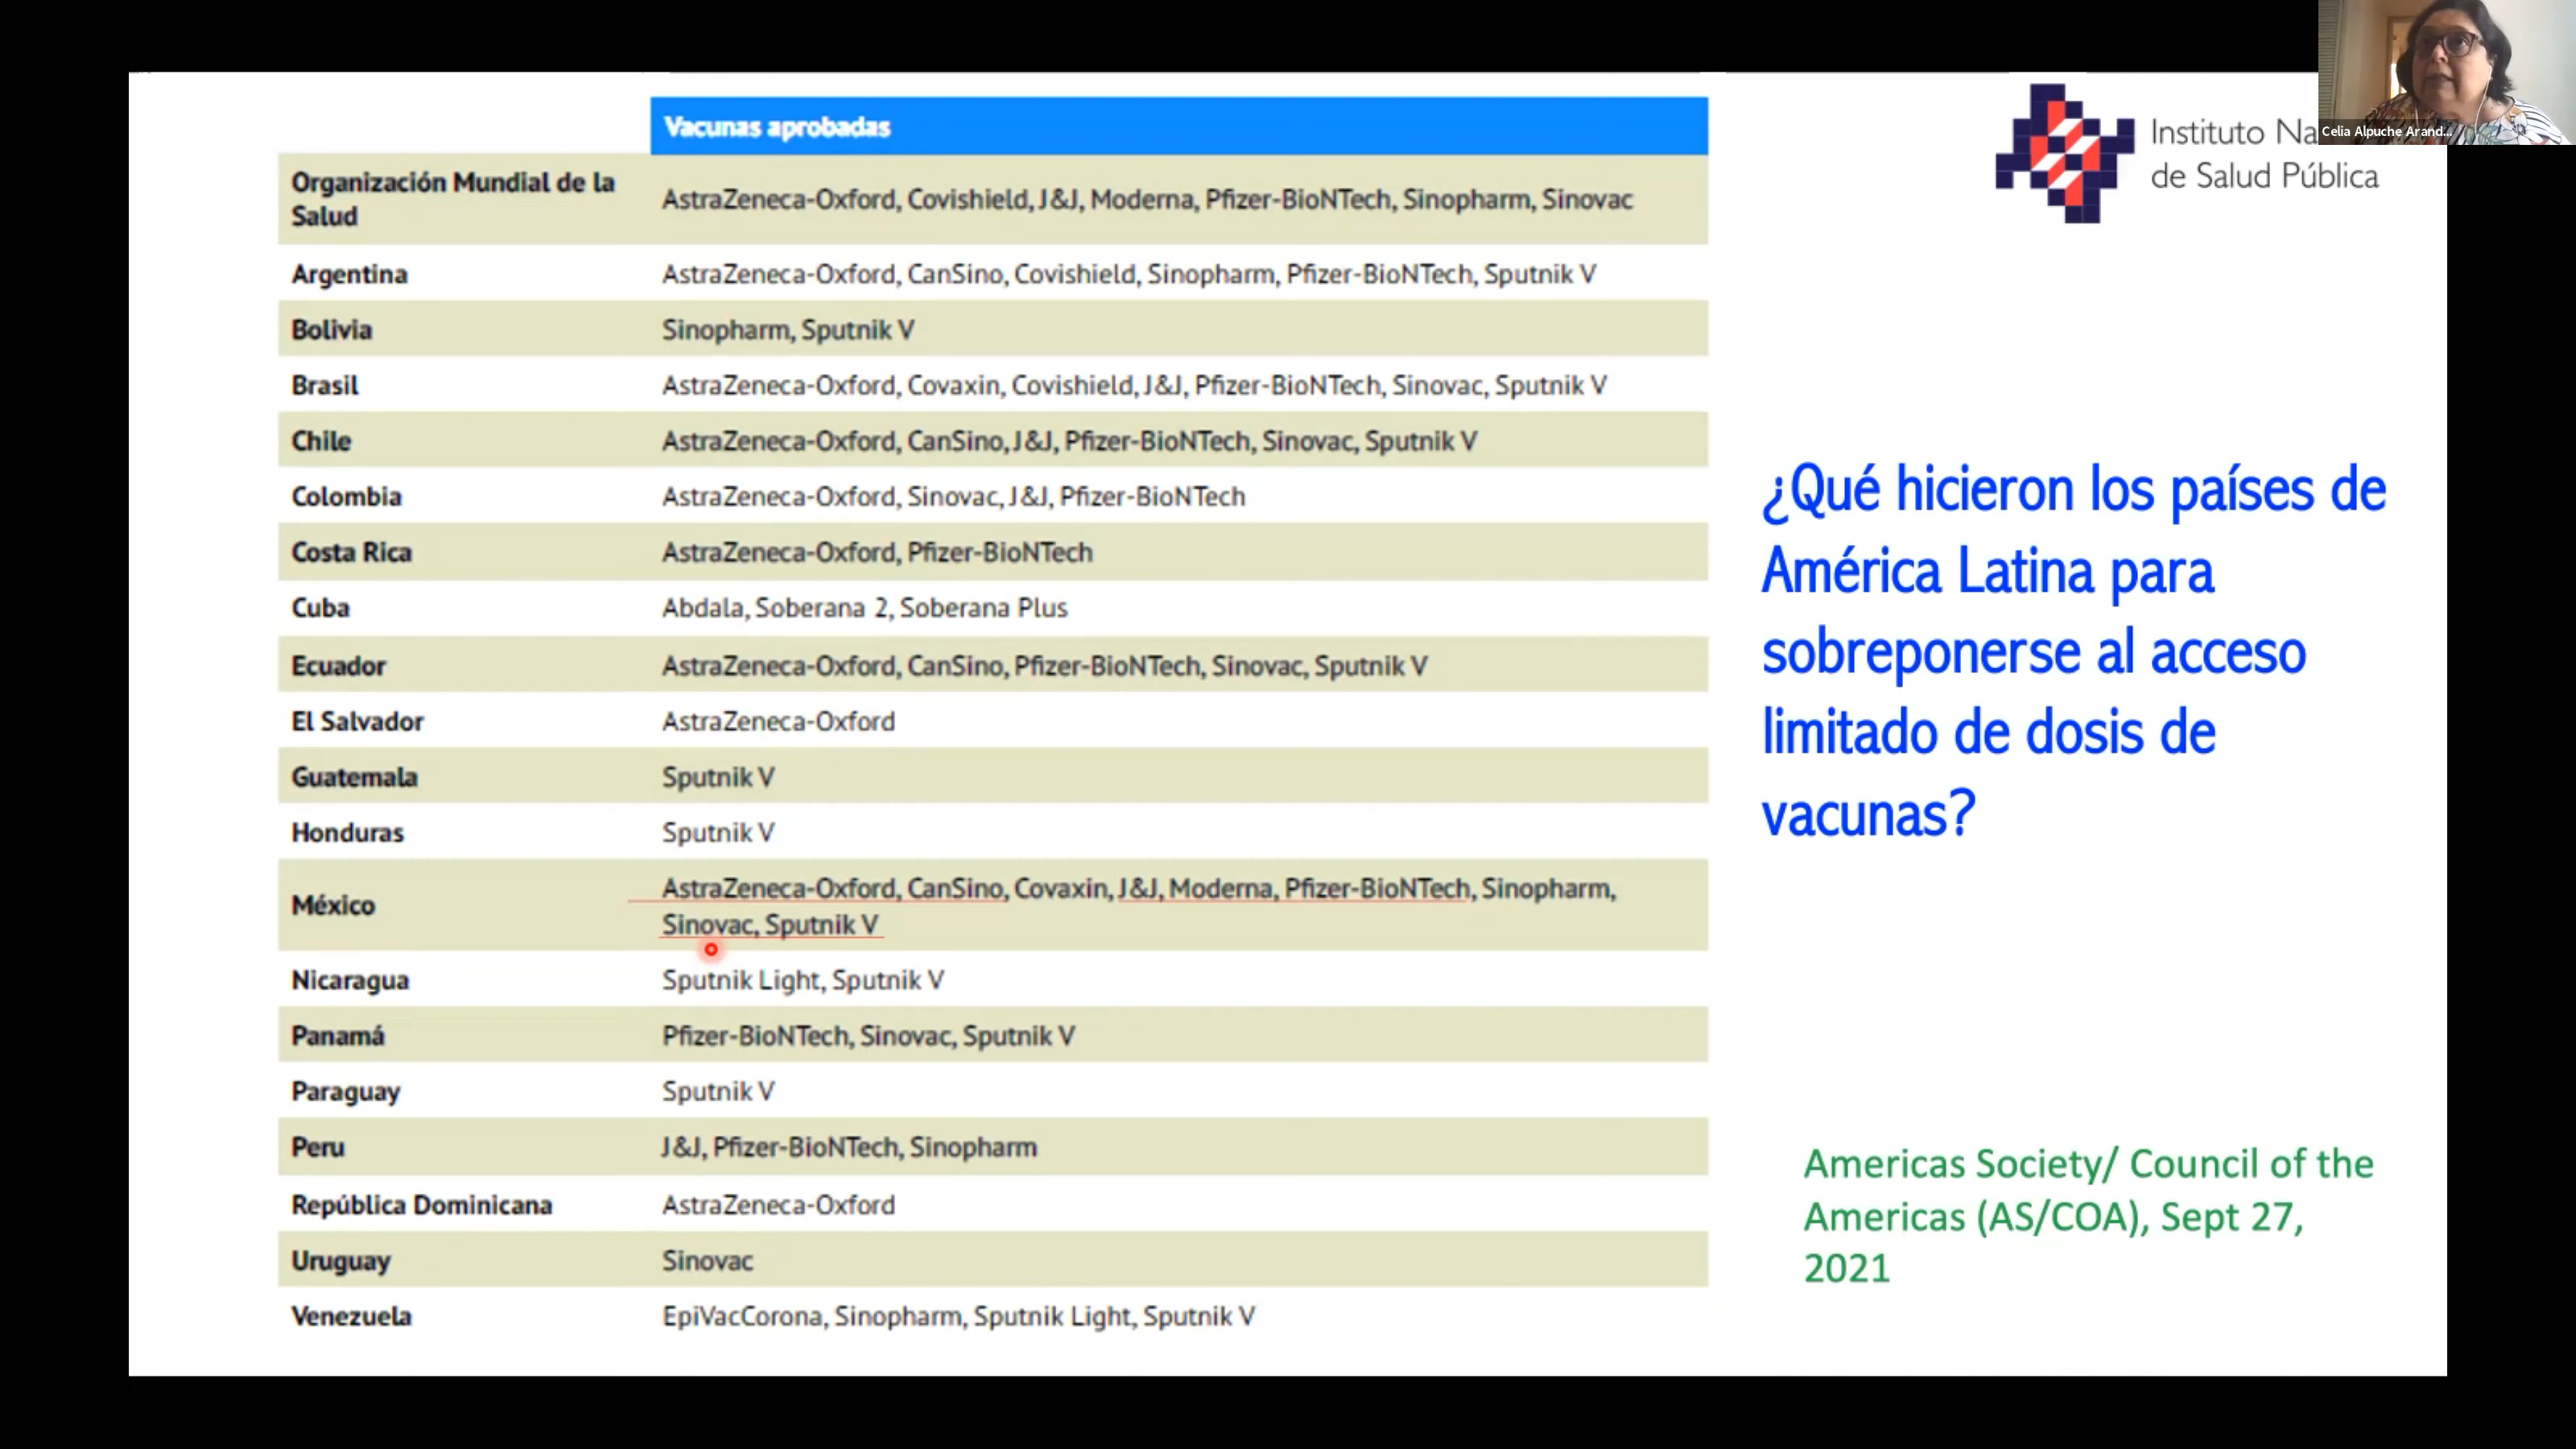 Vacunas aprobadas
Organización Mundial de la
Salud
AstraZeneca-Oxford, Covishield, J&J, Moderna, Pfizer-BioNTech, Sinopharm, Sinovac
Argentina
AstraZeneca-Oxford, CanSino, Covishield, Sinopharm, Pfizer-BioNTech, Sputnik V
Bolivia
Sinopharm, Sputnik V
Brasil
AstraZeneca-Oxford, Covaxin, Covishield, J&J, Pfizer-BioNTech, Sinovac, Sputnik V
Chile
AstraZeneca-Oxford, CanSino, J&J, Pfizer-BioNTech, Sinovac, Sputnik V
Colombia
AstraZeneca-Oxford, Sinovac, J&J, Pfizer-BioNTech
Costa Rica
AstraZeneca-Oxford, Pfizer-BioNTech
Cuba
Abdala, Soberana 2, Soberana Plus
Ecuador
AstraZeneca-Oxford, CanSino, Pfizer-BioNTech, Sinovac, Sputnik V
El Salvador
AstraZeneca-Oxford
Guatemala
Sputnik V
Honduras
Sputnik V
México
AstraZeneca-Oxford, CanSino, Covaxin, J&J, Moderna, Pfizer-BioNTech, Sinopharm,
Sinovac, Sputnik V
Nicaragua
Sputnik Light, Sputnik V
Panamá
Pfizer-BioNTech, Sinovac, Sputnik V
Paraguay
Sputnik V
Peru
J&J, Pfizer-BioNTech, Sinopharm
República Dominicana
AstraZeneca-Oxford
Uruguay
Sinovac
Venezuela
EpiVacCorona, Sinopharm, Sputnik Light, Sputnik V
Instituto Na
de Salud Pública
Celia Alpuche Arand...
¿Qué hicieron los países de
América Latina para
sobreponerse al acceso
limitado de dosis de
vacunas?
Americas Society/ Council of the
Americas (AS/COA), Sept 27,
2021